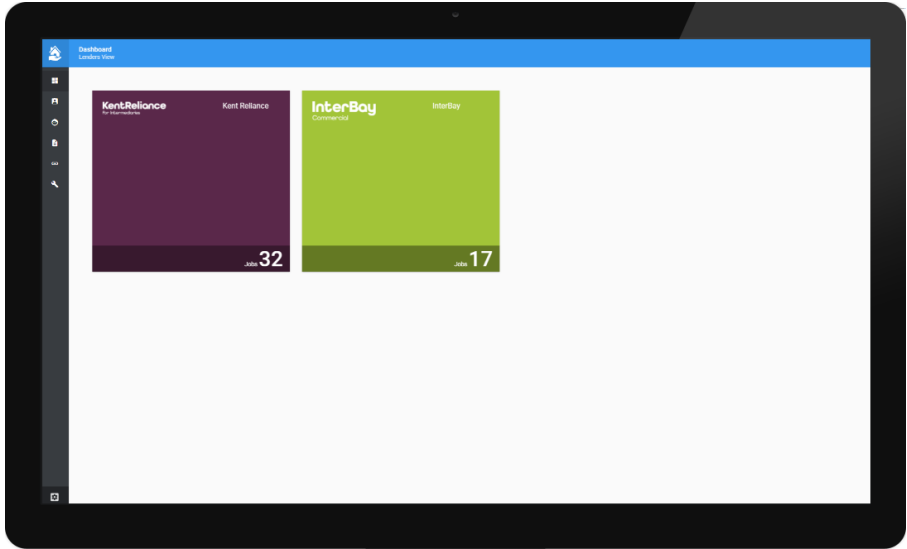 Dashboard
Lenders View
KentReliance
for intermediaries
Kent Reliance
InterBay
Commercial
InterBay
Jobs 32
Jobs 17